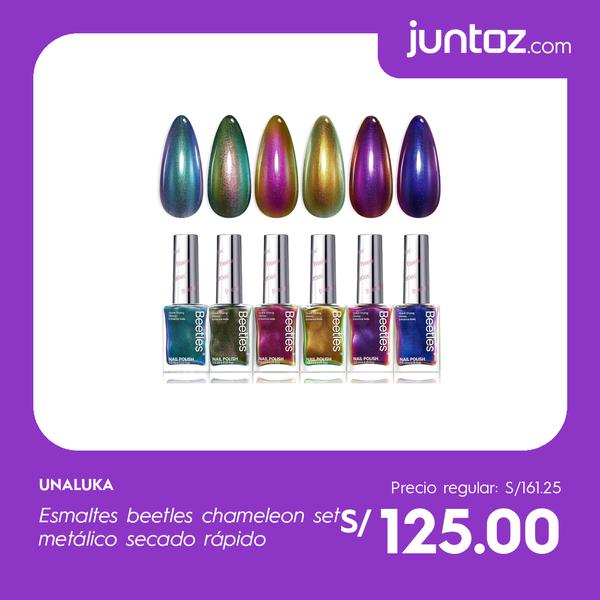 juntoz.com
Beetles
NAIL POLISH
Beetles
NAIL POLISH
Beetles
NAIL POLISH
Beetles
NAIL POLISH
Beetles
NAIL POLISH
Beetles
NAIL POLISH
UNALUKA
Precio regular: S/161.25
Esmaltes beetles chameleon set
metálico secado rápido
S/125.00